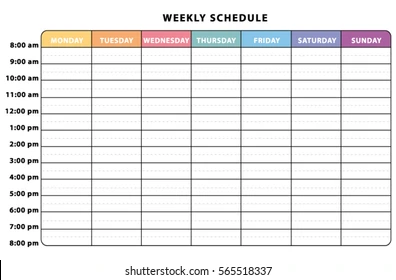 WEEKLY SCHEDULE
MONDAY TUESDAY WEDNESDAY THURSDAY FRIDAY SATURDAY SUNDAY
8:00 am
9:00 am
10:00 am
11:00 am
12:00 pm
1:00 pm
2:00 pm
3:00 pm
4:00 pm
5:00 pm
6:00 pm
7:00 pm
8:00 pm
shutterstock.com · 565518337